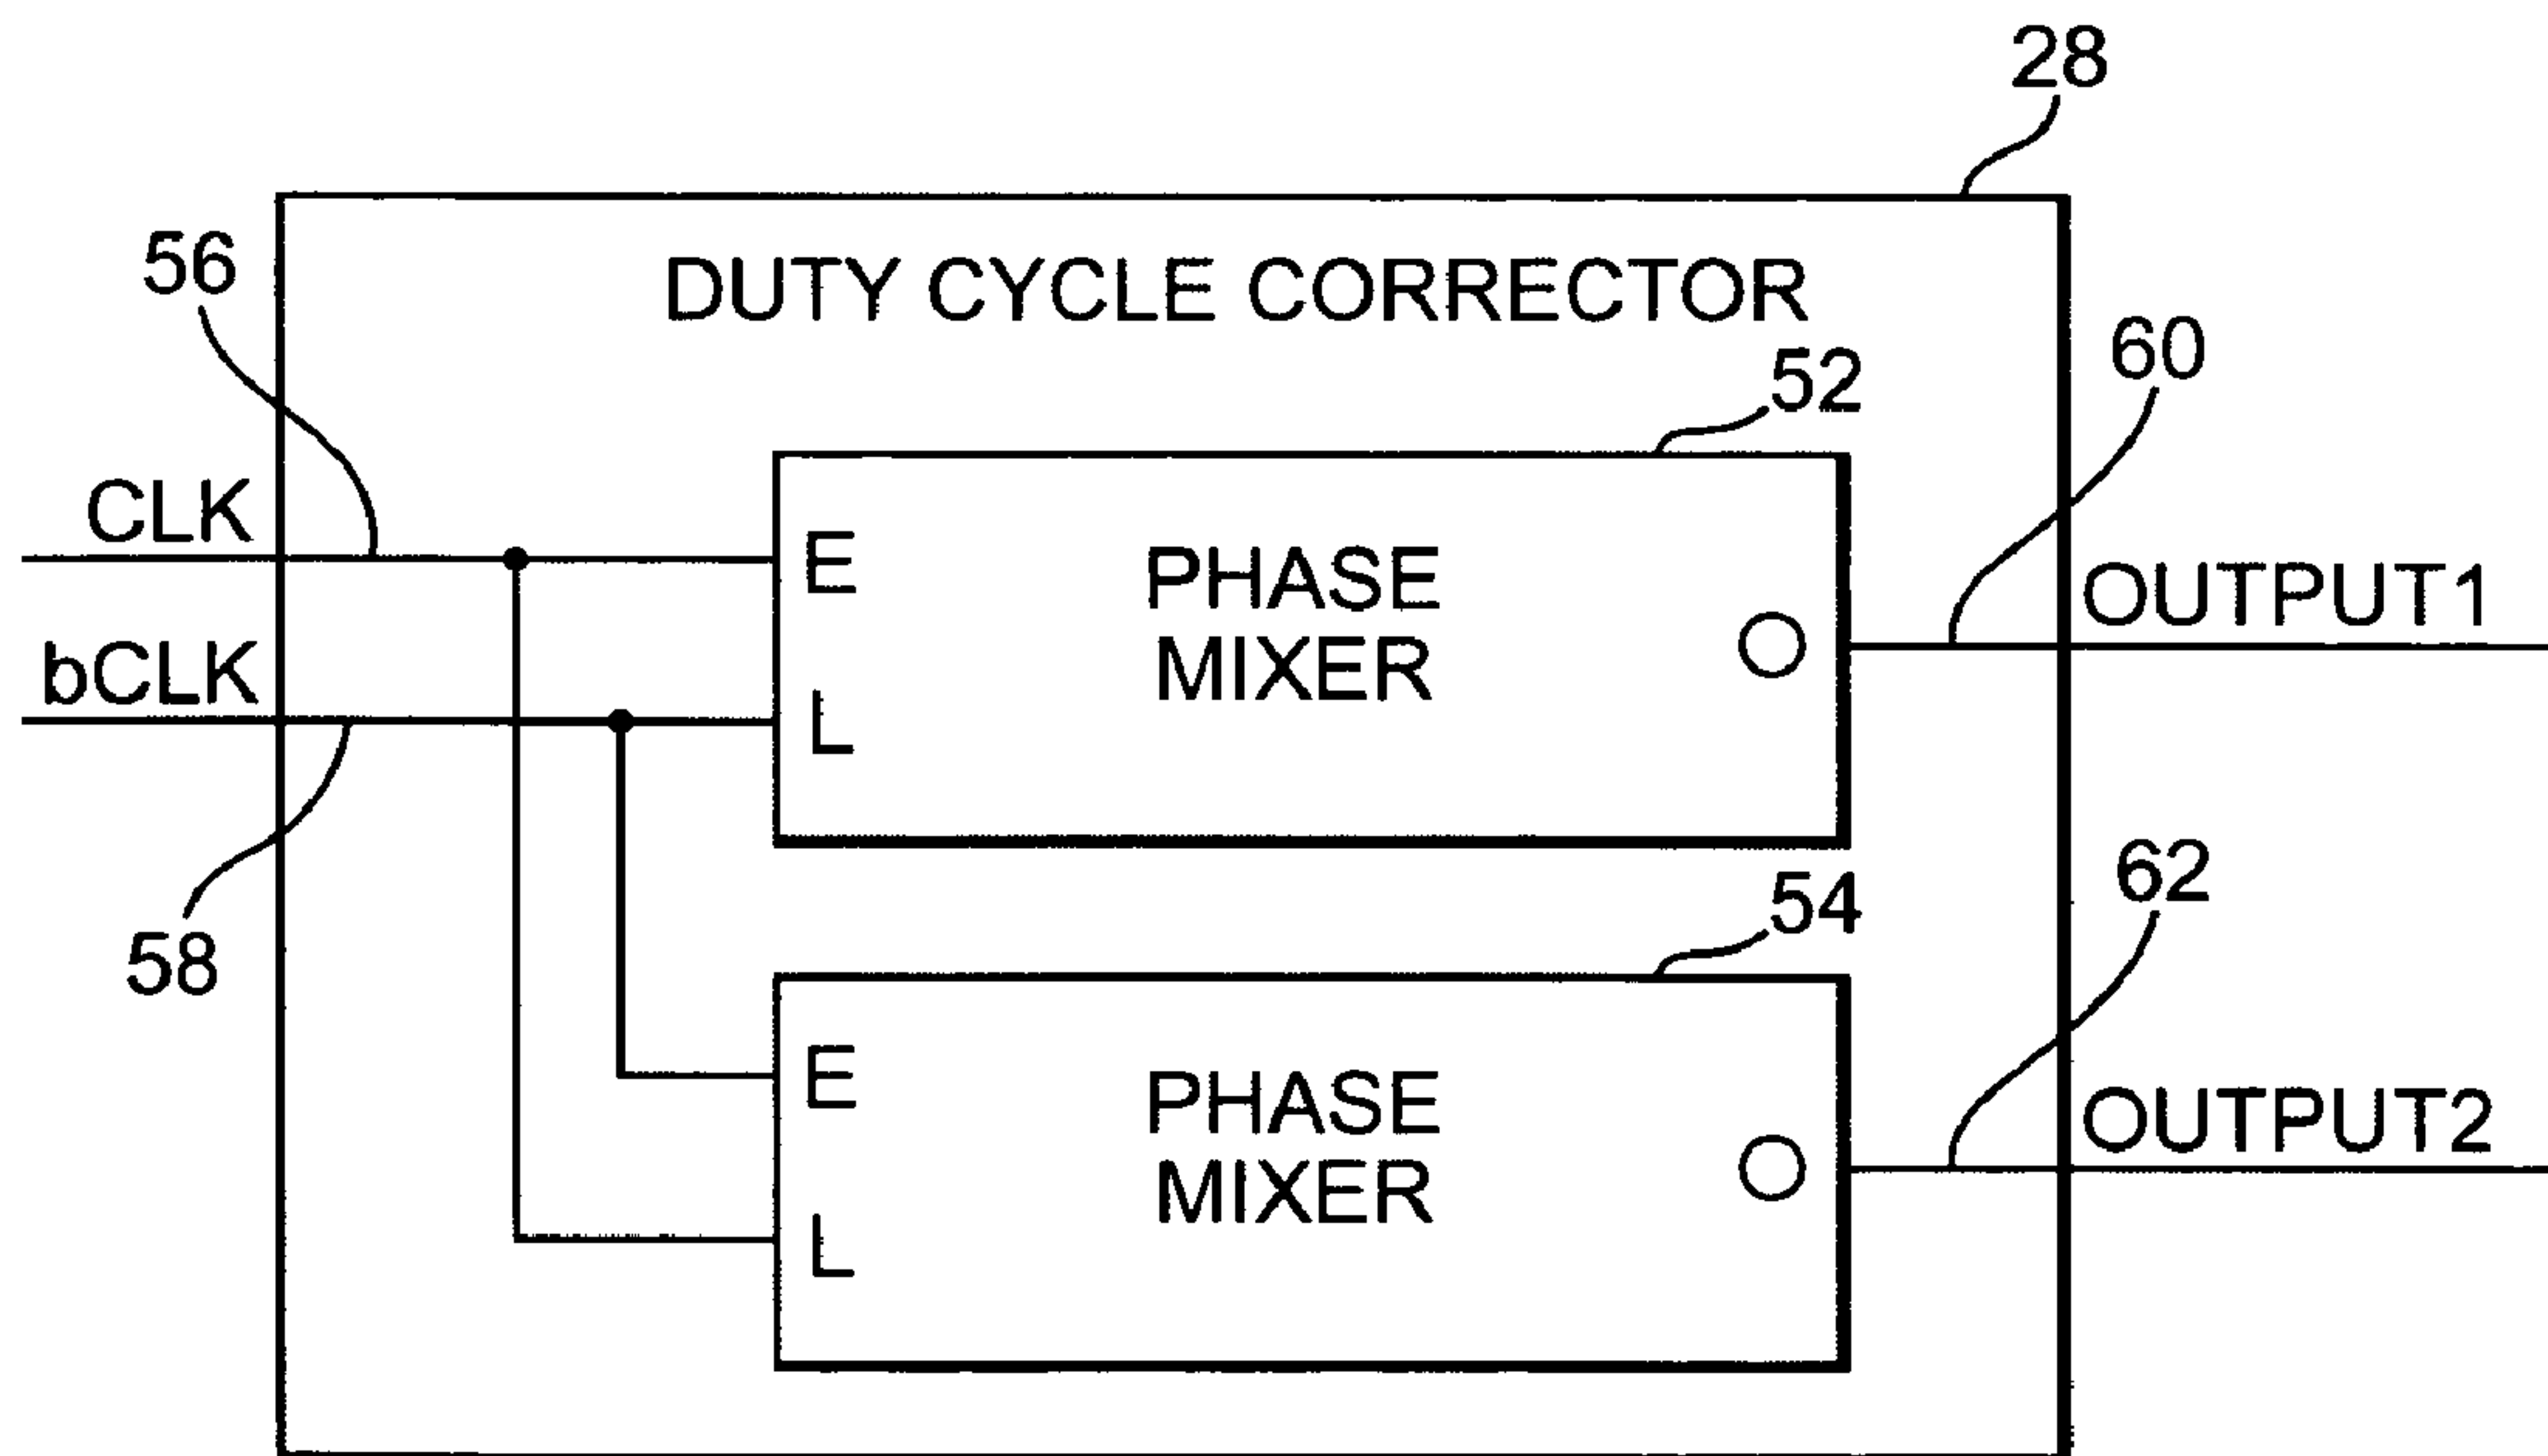 28
DUTY CYCLE CORRECTOR
56
60
52
CLK
E
PHASE
MIXER
O
OUTPUT1
bCLK
L
58
62
54
E
PHASE
MIXER
O
OUTPUT2
L